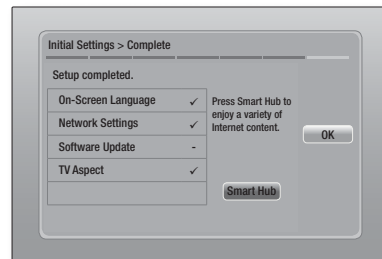 Initial Settings > Complete
Setup completed.
On-Screen Language ✓
Network Settings ✓
Software Update -
TV Aspect ✓
Press Smart Hub to
enjoy a variety of
Internet content.
Smart Hub
OK